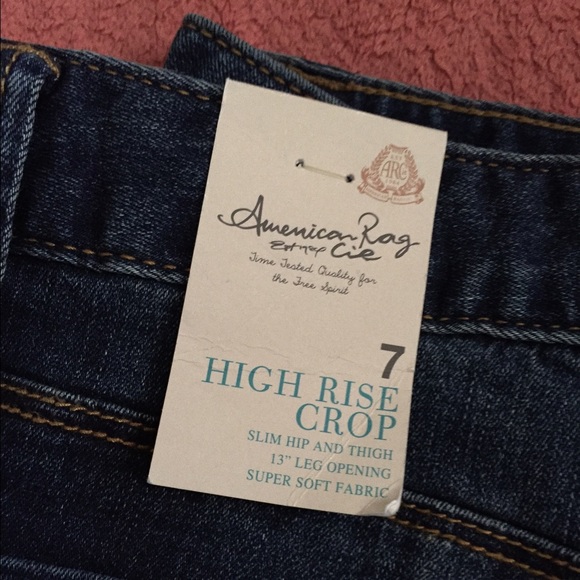 ARC
American Rag
Cie
Time Tested Quality for
the Free Spirit
7
HIGH RISE
CROP
SLIM HIP AND THIGH
13" LEG OPENING
SUPER SOFT FABRIC